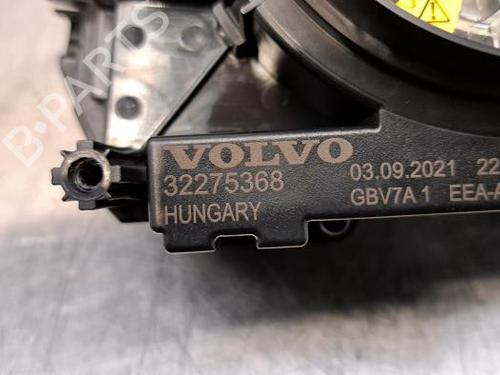 B-PARTS
VOLVO
32275368 03.09.2021 22
HUNGARY GBV7A 1 EEA-A